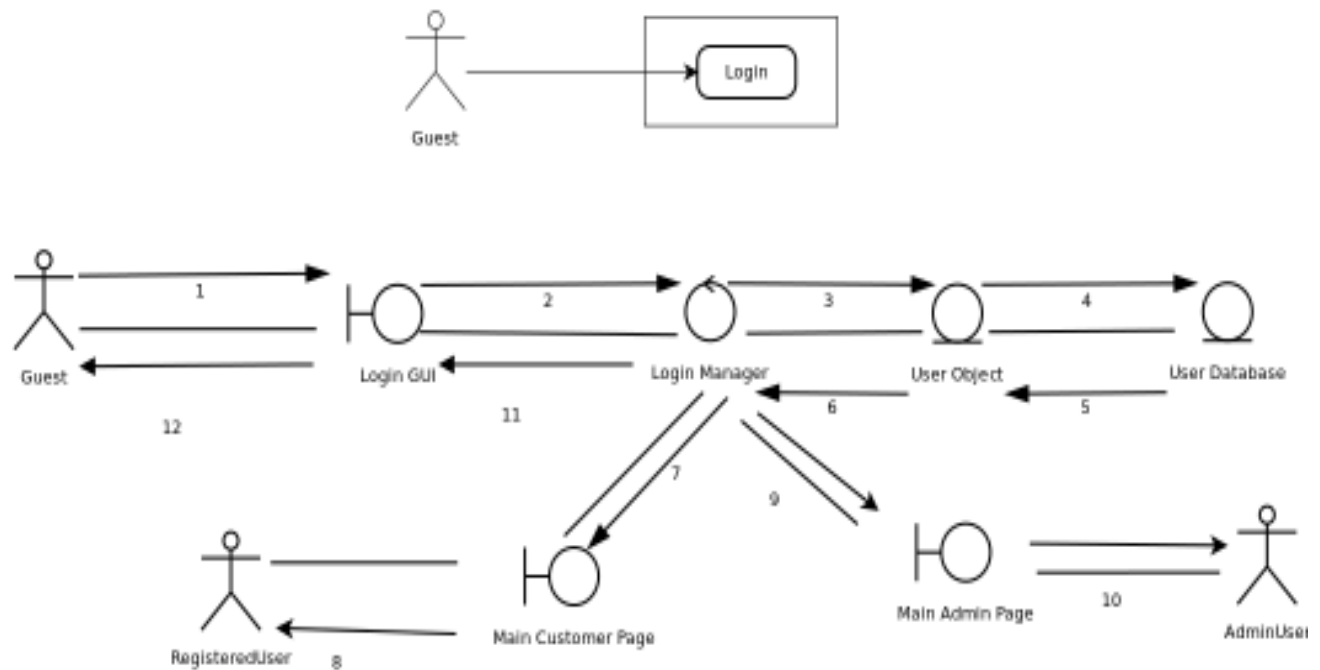 Login
Guest
1
2
3
4
Guest
Login GUI
Login Manager
User Object
User Database
12
11
6
5
7
9
RegisteredUser
8
Main Customer Page
Main Admin Page
10
AdminUser